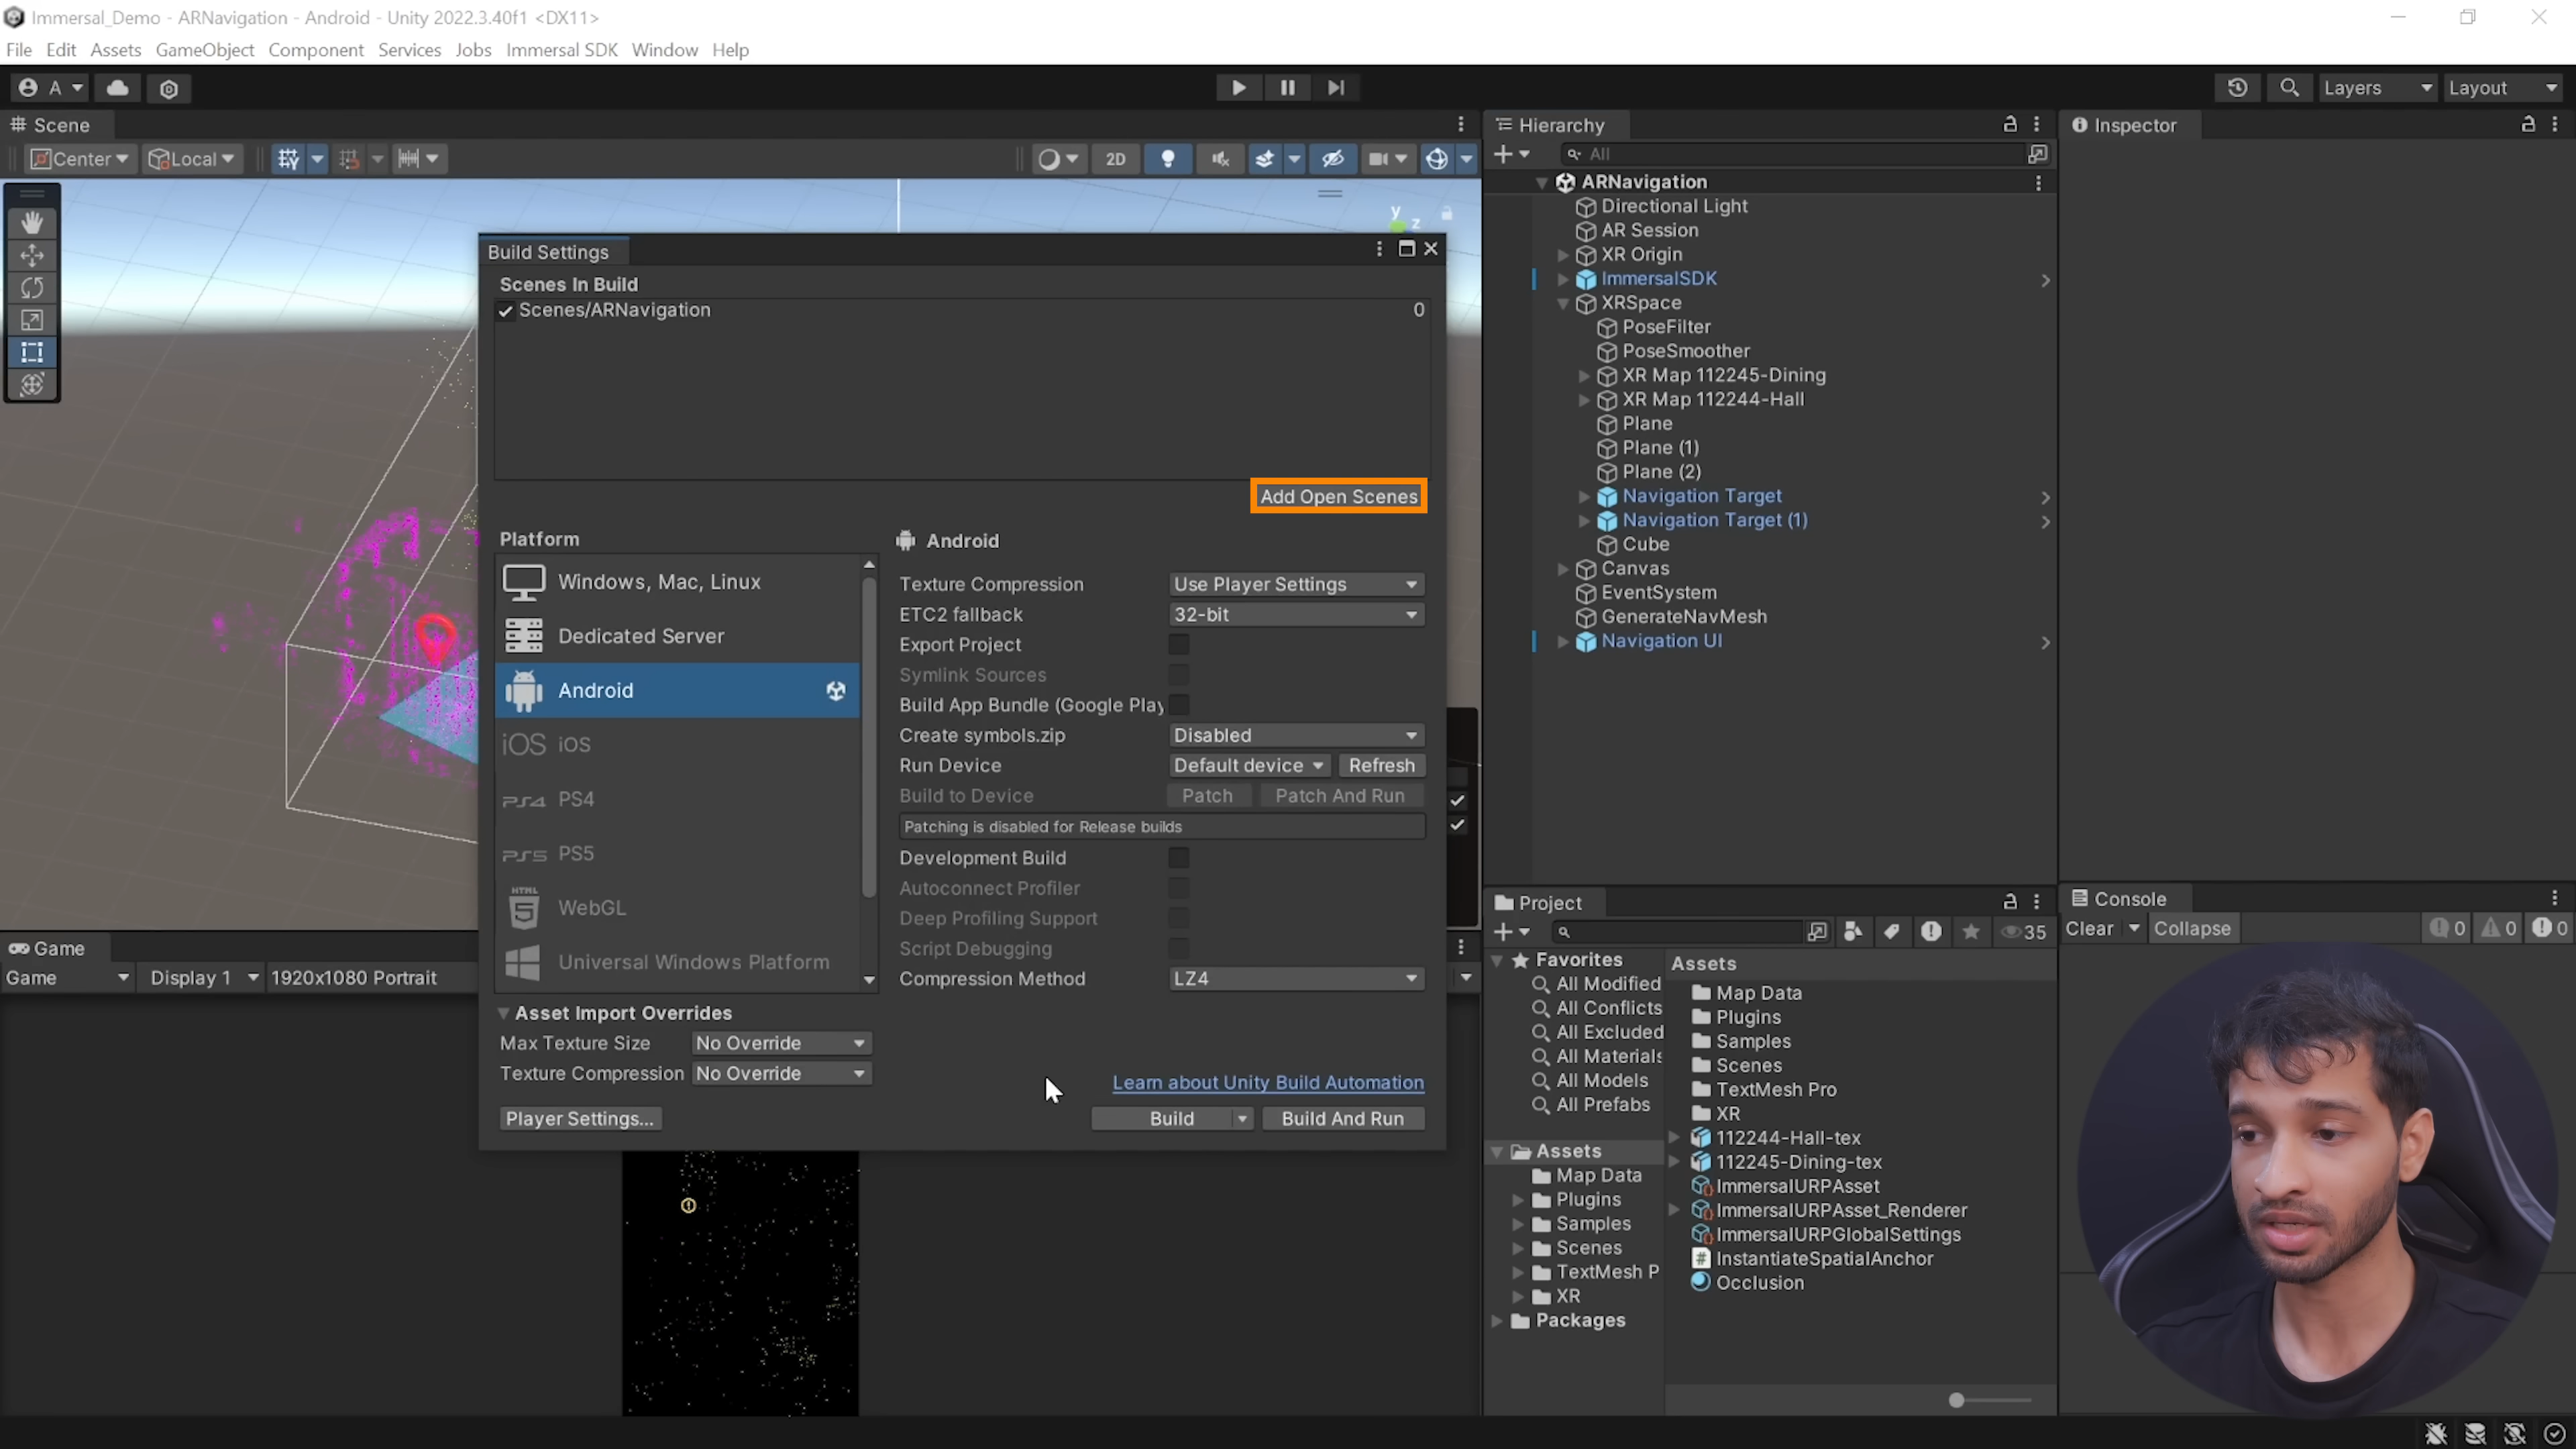 Immersal_Demo - ARNavigation - Android - Unity 2022.3.40f1 <DX11>
File Edit Assets GameObject Component Services Jobs Immersal SDK Window Help
A Layers Layout
Scene
Center Local 2D
y z
Build Settings
Scenes In Build
Scenes/ARNavigation 0
Add Open Scenes
Platform
Windows, Mac, Linux
Dedicated Server
Android
iOS iOS
PS4 PS4
PS5 PS5
HTML 5 WebGL
Universal Windows Platform
Android
Texture Compression Use Player Settings
ETC2 fallback 32-bit
Export Project
Symlink Sources
Build App Bundle (Google Play
Create symbols.zip Disabled
Run Device Default device Refresh
Build to Device Patch Patch And Run
Patching is disabled for Release builds
Development Build
Autoconnect Profiler
Deep Profiling Support
Script Debugging
Compression Method LZ4
Asset Import Overrides
Max Texture Size No Override
Texture Compression No Override
Learn about Unity Build Automation
Player Settings... Build Build And Run
Game
Game Display 1 1920x1080 Portrait
Hierarchy
All
ARNavigation
Directional Light
AR Session
XR Origin
ImmersalSDK
XRSpace
PoseFilter
PoseSmoother
XR Map 112245-Dining
XR Map 112244-Hall
Plane
Plane (1)
Plane (2)
Navigation Target
Navigation Target (1)
Cube
Canvas
EventSystem
GenerateNavMesh
Navigation UI
Inspector
Project
35
Favorites
All Modified
All Conflicts
All Excluded
All Materials
All Models
All Prefabs
Assets
Map Data
Plugins
Samples
Scenes
TextMesh P
XR
Packages
Assets
Map Data
Plugins
Samples
Scenes
TextMesh Pro
XR
112244-Hall-tex
112245-Dining-tex
ImmersalURPAsset
ImmersalURPAsset_Renderer
ImmersalURPGlobalSettings
InstantiateSpatialAnchor
Occlusion
Console
Clear Collapse 0 0 0